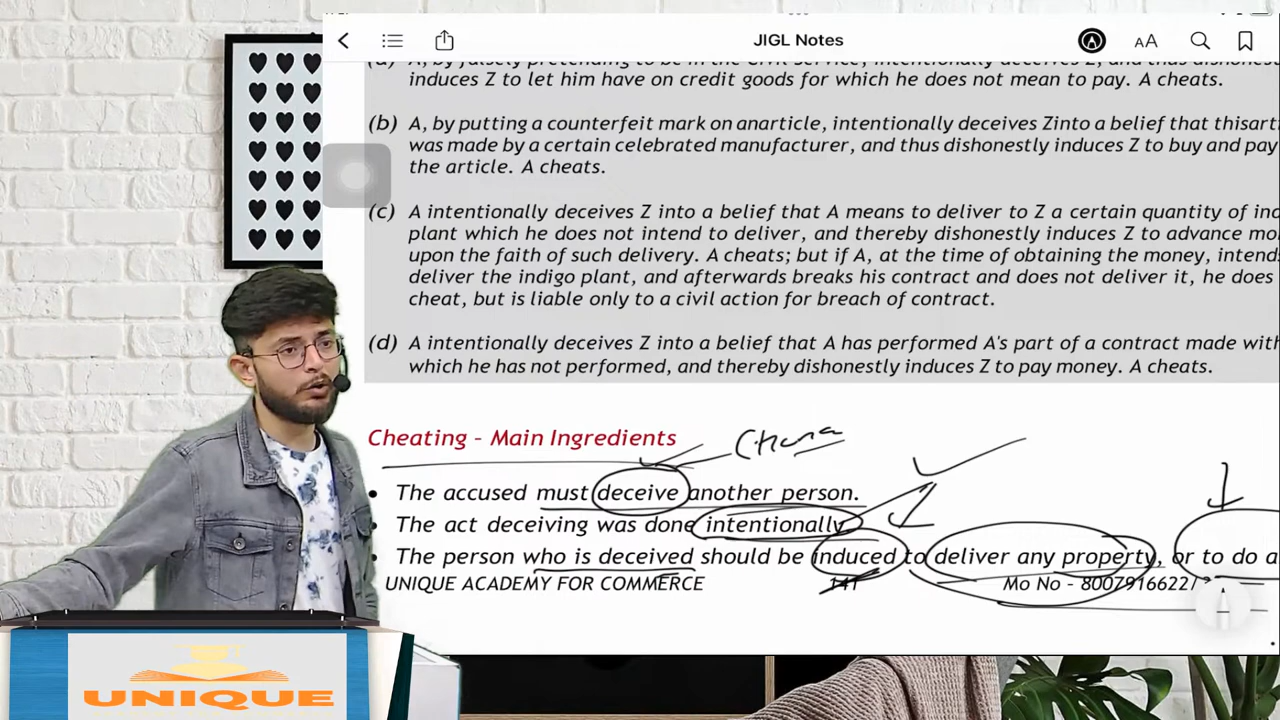 JIGL Notes
AA
induces Z to let him have on credit goods for which he does not mean to pay. A cheats.
(b) A, by putting a counterfeit mark on anarticle, intentionally deceives Zinto a belief that thisarti
was made by a certain celebrated manufacturer, and thus dishonestly induces Z to buy and pay
the article. A cheats.
(c) A intentionally deceives Z into a belief that A means to deliver to Z a certain quantity of ind
plant which he does not intend to deliver, and thereby dishonestly induces Z to advance mo
upon the faith of such delivery. A cheats; but if A, at the time of obtaining the money, intends
deliver the indigo plant, and afterwards breaks his contract and does not deliver it, he does
cheat, but is liable only to a civil action for breach of contract.
(d) A intentionally deceives Z into a belief that A has performed A's part of a contract made with
which he has not performed, and thereby dishonestly induces Z to pay money. A cheats.
Cheating - Main Ingredients
• The accused must deceive another person.
• The act deceiving was done intentionally
• The person who is deceived should be induced to deliver any property, or to do a
UNIQUE ACADEMY FOR COMMERCE 141 Mo No - 8007916622/
UNIQUE